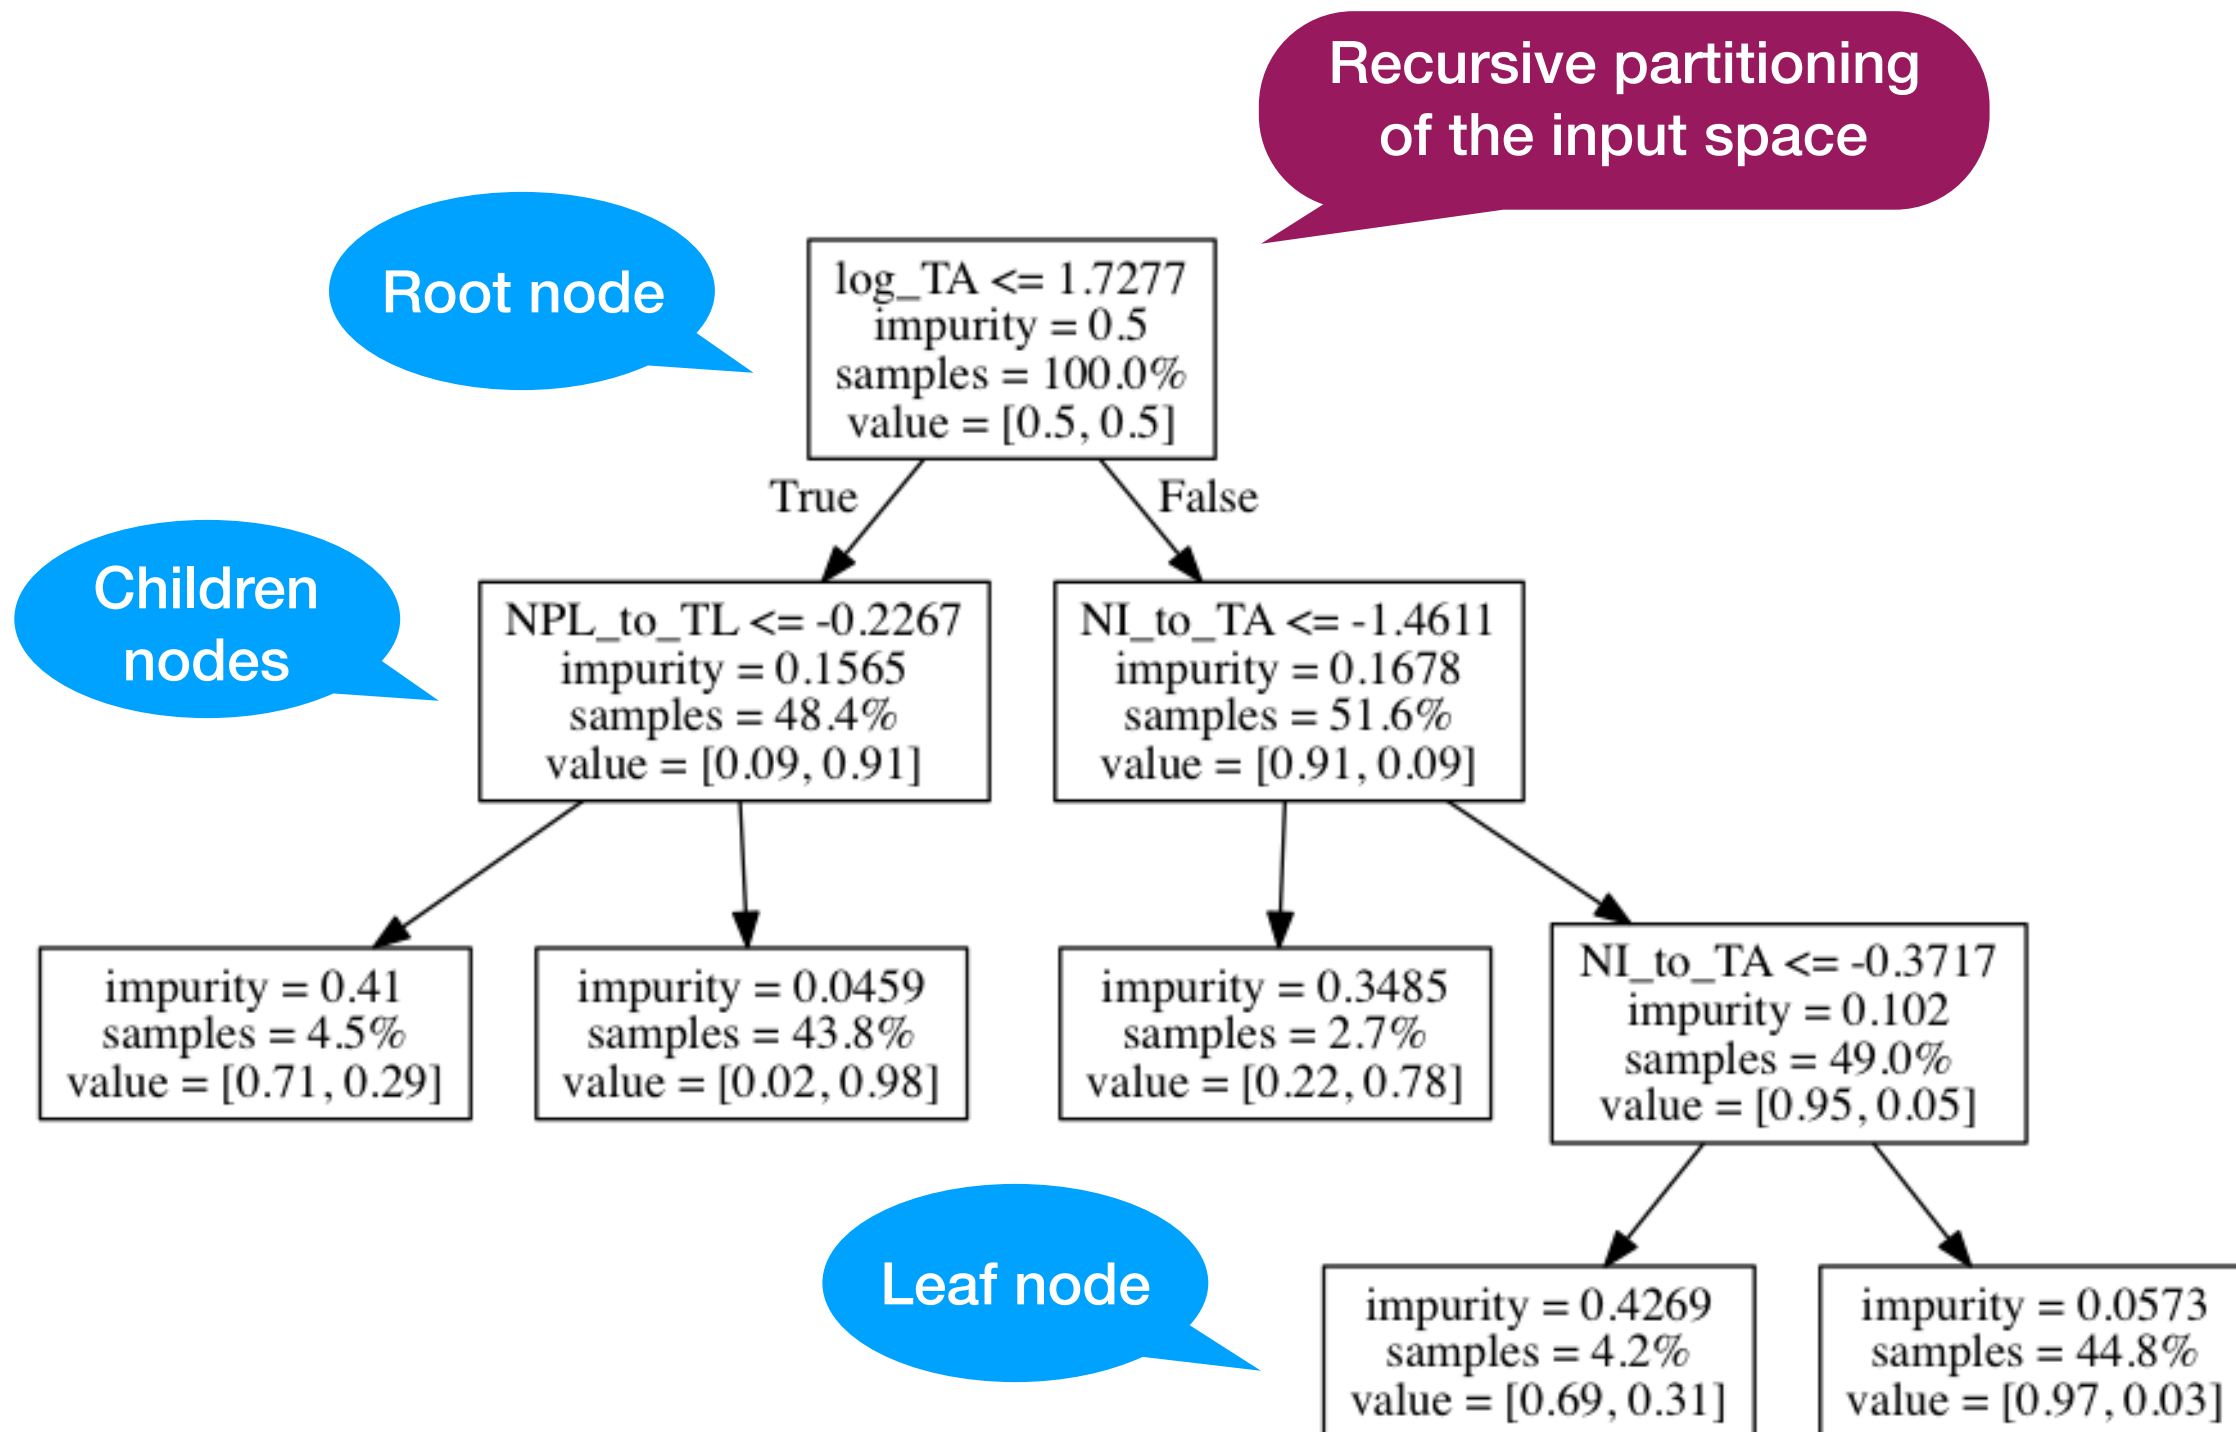 Recursive partitioning
of the input space
Root node
log_TA <= 1.7277
impurity = 0.5
samples = 100.0%
value = [0.5, 0.5]
True
False
Children
nodes
NPL_to_TL <= -0.2267
impurity = 0.1565
samples = 48.4%
value = [0.09, 0.91]
NI_to_TA <= -1.4611
impurity = 0.1678
samples = 51.6%
value = [0.91, 0.09]
impurity = 0.41
samples = 4.5%
value = [0.71, 0.29]
impurity = 0.0459
samples = 43.8%
value = [0.02, 0.98]
impurity = 0.3485
samples = 2.7%
value = [0.22, 0.78]
NI_to_TA <= -0.3717
impurity = 0.102
samples = 49.0%
value = [0.95, 0.05]
Leaf node
impurity = 0.4269
samples = 4.2%
value = [0.69, 0.31]
impurity = 0.0573
samples = 44.8%
value = [0.97, 0.03]